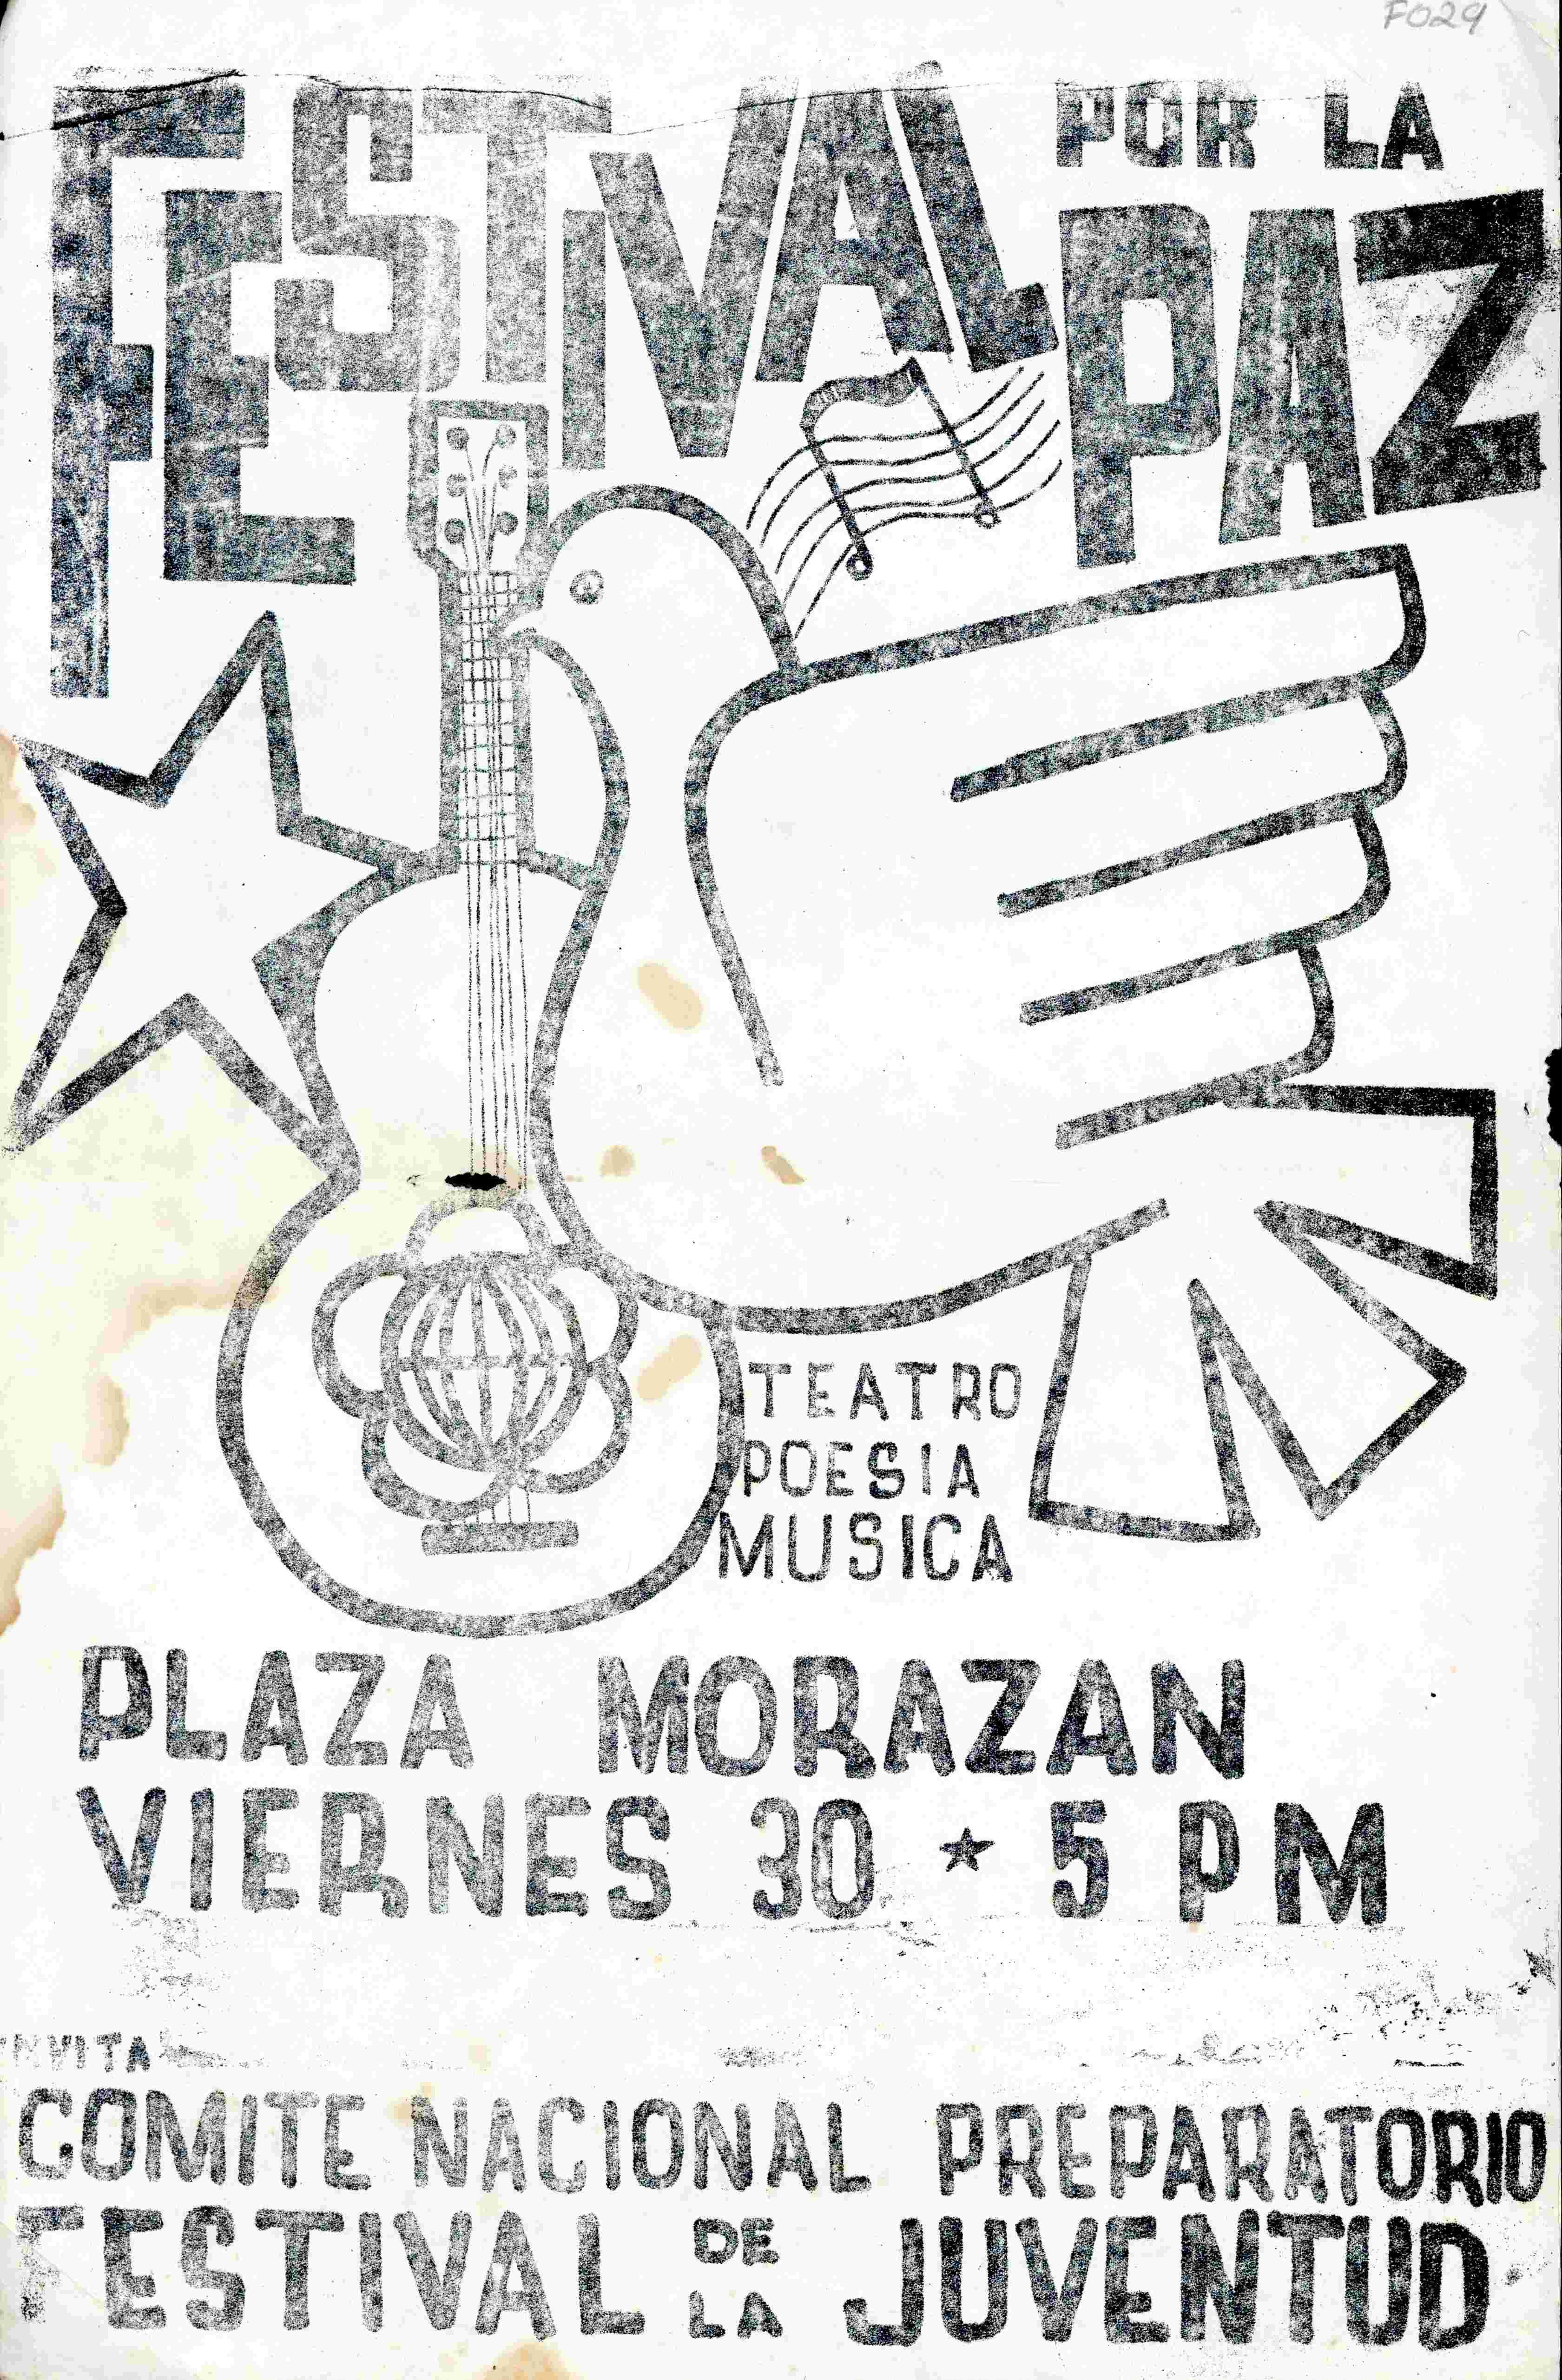 F029
FESTIVAL POR LA
PAZ
TEATRO
POESIA
MUSICA
PLAZA MORAZAN
VIERNES 30 ★ 5 PM
INVITA
COMITE NACIONAL PREPARATORIO
FESTIVAL DE LA JUVENTUD